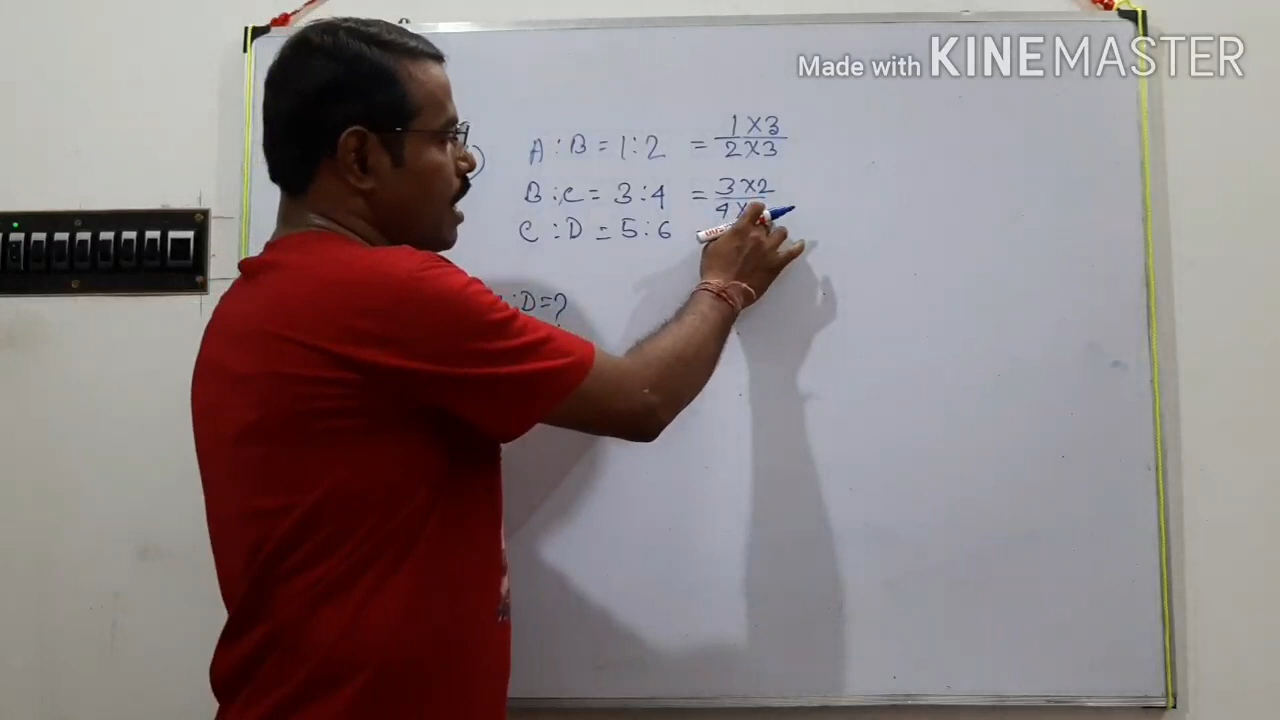 Made with KINEMASTER
) A:B = 1:2 = 1×3/2×3
B:C = 3:4 = 3×2/4×
C:D = 5:6
:D=?